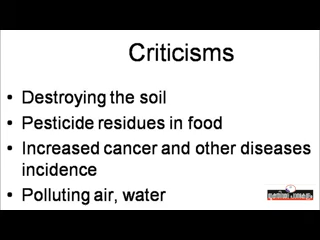 Criticisms
• Destroying the soil
• Pesticide residues in food
• Increased cancer and other diseases
incidence
• Polluting air, water